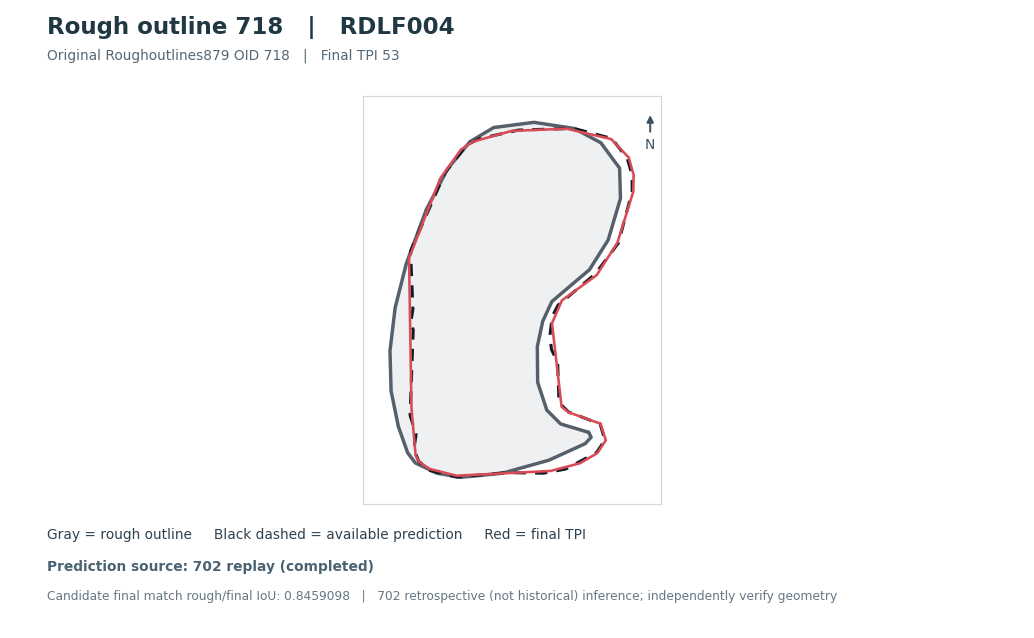 Rough outline 718   |   RDLF004
Original Roughoutlines879 OID 718   |   Final TPI 53
N
Gray = rough outline     Black dashed = available prediction     Red = final TPI
Prediction source: 702 replay (completed)
Candidate final match rough/final IoU: 0.8459098   |   702 retrospective (not historical) inference; independently verify geometry